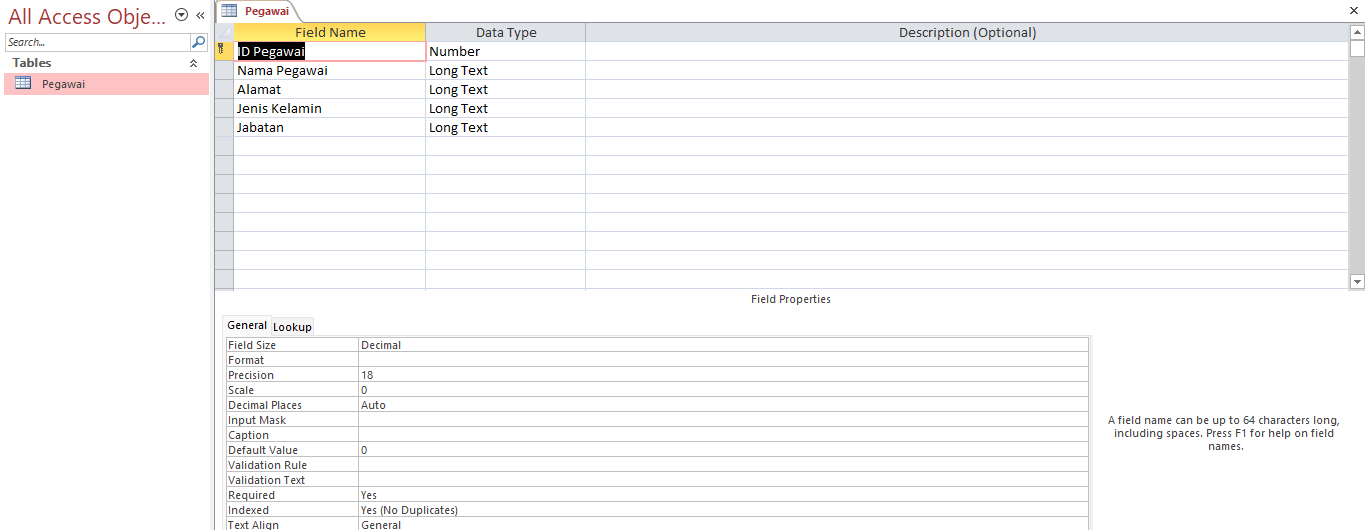 All Access Obje...
Search...
Tables
Pegawai
Pegawai
Field Name Data Type Description (Optional)
ID Pegawai Number
Nama Pegawai Long Text
Alamat Long Text
Jenis Kelamin Long Text
Jabatan Long Text
Field Properties
General Lookup
Field Size Decimal
Format
Precision 18
Scale 0
Decimal Places Auto
Input Mask
Caption
Default Value 0
Validation Rule
Validation Text
Required Yes
Indexed Yes (No Duplicates)
Text Align General
A field name can be up to 64 characters long,
including spaces. Press F1 for help on field
names.